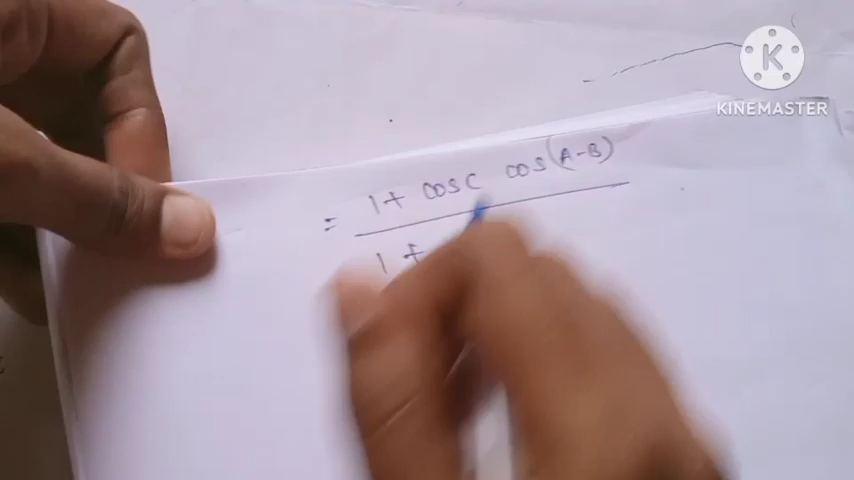 K
KINEMASTER
= 1+ cosc cos(A-B)
1 +